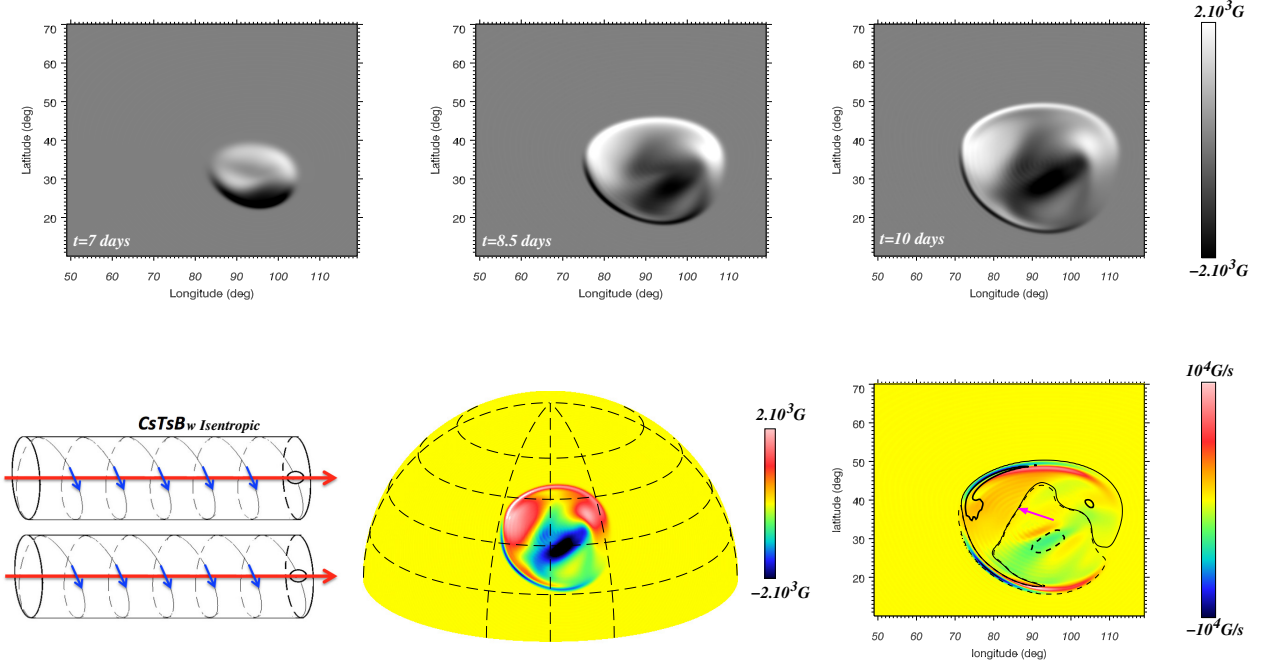 2.10³G
70
60
50
40
30
20
Latitude (deg)
t=7 days
50 60 70 80 90 100 110
Longitude (deg)
70
60
50
40
30
20
Latitude (deg)
t=8.5 days
50 60 70 80 90 100 110
Longitude (deg)
70
60
50
40
30
20
Latitude (deg)
t=10 days
50 60 70 80 90 100 110
Longitude (deg)
−2.10³G
CsTsBw Isentropic
2.10³G
−2.10³G
70
60
50
40
30
20
latitude (deg)
50 60 70 80 90 100 110
longitude (deg)
10⁴G/s
−10⁴G/s